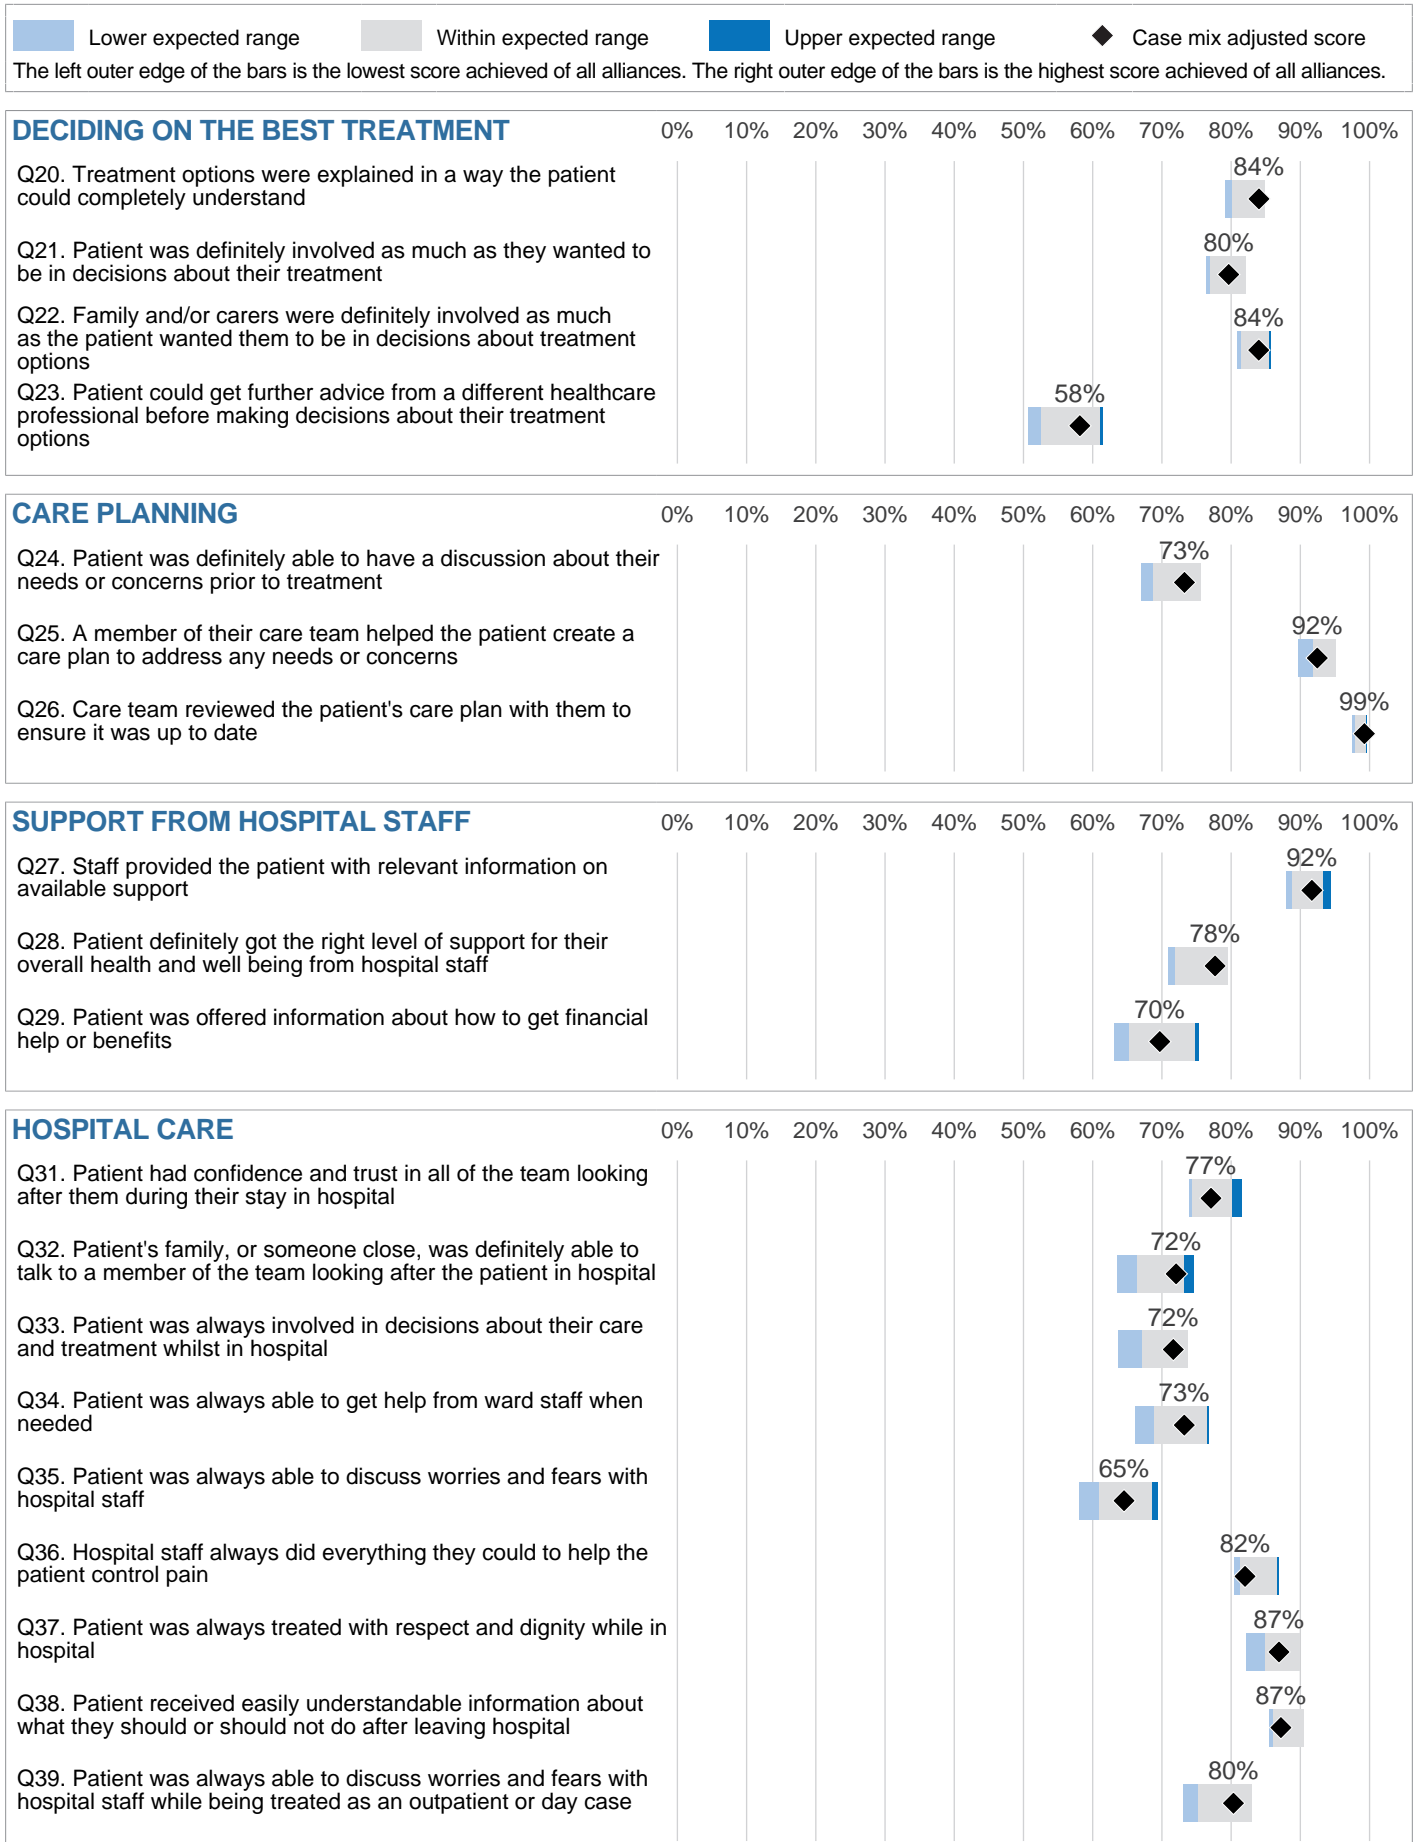 Lower expected range Within expected range Upper expected range Case mix adjusted score
The left outer edge of the bars is the lowest score achieved of all alliances. The right outer edge of the bars is the highest score achieved of all alliances.
DECIDING ON THE BEST TREATMENT 0% 10% 20% 30% 40% 50% 60% 70% 80% 90% 100%
Q20. Treatment options were explained in a way the patient
could completely understand
84%
Q21. Patient was definitely involved as much as they wanted to
be in decisions about their treatment
80%
Q22. Family and/or carers were definitely involved as much
as the patient wanted them to be in decisions about treatment
options
84%
Q23. Patient could get further advice from a different healthcare
professional before making decisions about their treatment
options
58%
CARE PLANNING 0% 10% 20% 30% 40% 50% 60% 70% 80% 90% 100%
Q24. Patient was definitely able to have a discussion about their
needs or concerns prior to treatment
73%
Q25. A member of their care team helped the patient create a
care plan to address any needs or concerns
92%
Q26. Care team reviewed the patient's care plan with them to
ensure it was up to date
99%
SUPPORT FROM HOSPITAL STAFF 0% 10% 20% 30% 40% 50% 60% 70% 80% 90% 100%
Q27. Staff provided the patient with relevant information on
available support
92%
Q28. Patient definitely got the right level of support for their
overall health and well being from hospital staff
78%
Q29. Patient was offered information about how to get financial
help or benefits
70%
HOSPITAL CARE 0% 10% 20% 30% 40% 50% 60% 70% 80% 90% 100%
Q31. Patient had confidence and trust in all of the team looking
after them during their stay in hospital
77%
Q32. Patient's family, or someone close, was definitely able to
talk to a member of the team looking after the patient in hospital
72%
Q33. Patient was always involved in decisions about their care
and treatment whilst in hospital
72%
Q34. Patient was always able to get help from ward staff when
needed
73%
Q35. Patient was always able to discuss worries and fears with
hospital staff
65%
Q36. Hospital staff always did everything they could to help the
patient control pain
82%
Q37. Patient was always treated with respect and dignity while in
hospital
87%
Q38. Patient received easily understandable information about
what they should or should not do after leaving hospital
87%
Q39. Patient was always able to discuss worries and fears with
hospital staff while being treated as an outpatient or day case
80%